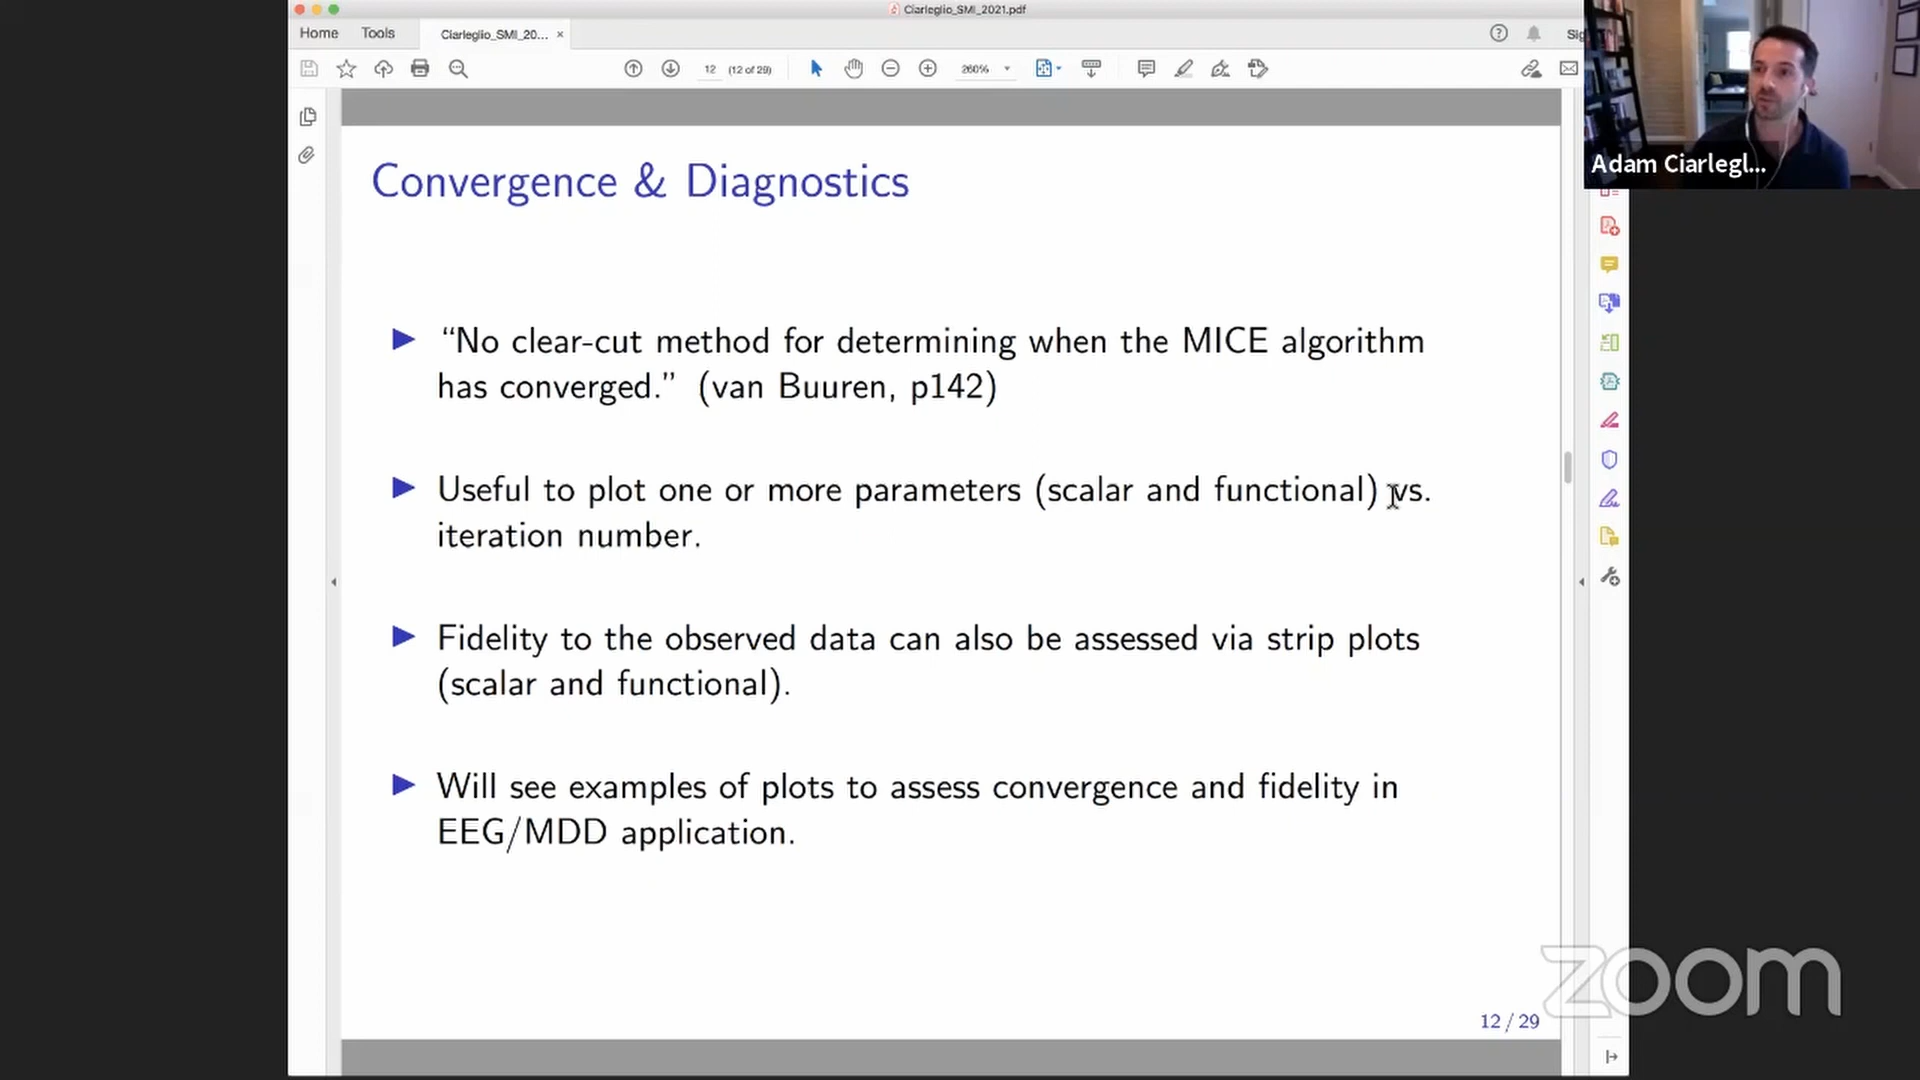 Ciarleglio_SMI_2021.pdf
Home Tools Ciarleglio_SMI_20... ×
12 (12 of 29) 260%
Adam Ciarlegl...
Convergence & Diagnostics
“No clear-cut method for determining when the MICE algorithm
has converged.” (van Buuren, p142)
Useful to plot one or more parameters (scalar and functional) vs.
iteration number.
Fidelity to the observed data can also be assessed via strip plots
(scalar and functional).
Will see examples of plots to assess convergence and fidelity in
EEG/MDD application.
12 / 29
zoom